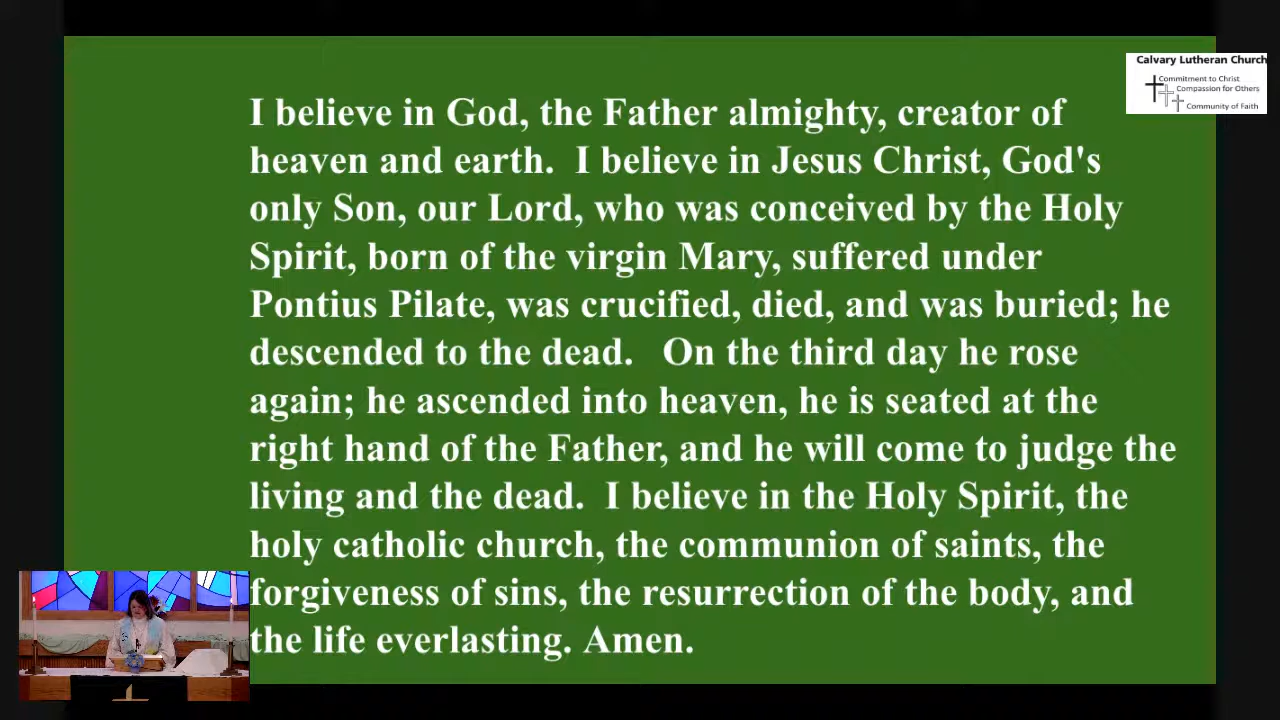 Calvary Lutheran Church
Commitment to Christ
Compassion for Others
Community of Faith
I believe in God, the Father almighty, creator of
heaven and earth.  I believe in Jesus Christ, God's
only Son, our Lord, who was conceived by the Holy
Spirit, born of the virgin Mary, suffered under
Pontius Pilate, was crucified, died, and was buried; he
descended to the dead.   On the third day he rose
again; he ascended into heaven, he is seated at the
right hand of the Father, and he will come to judge the
living and the dead.  I believe in the Holy Spirit, the
holy catholic church, the communion of saints, the
forgiveness of sins, the resurrection of the body, and
the life everlasting. Amen.